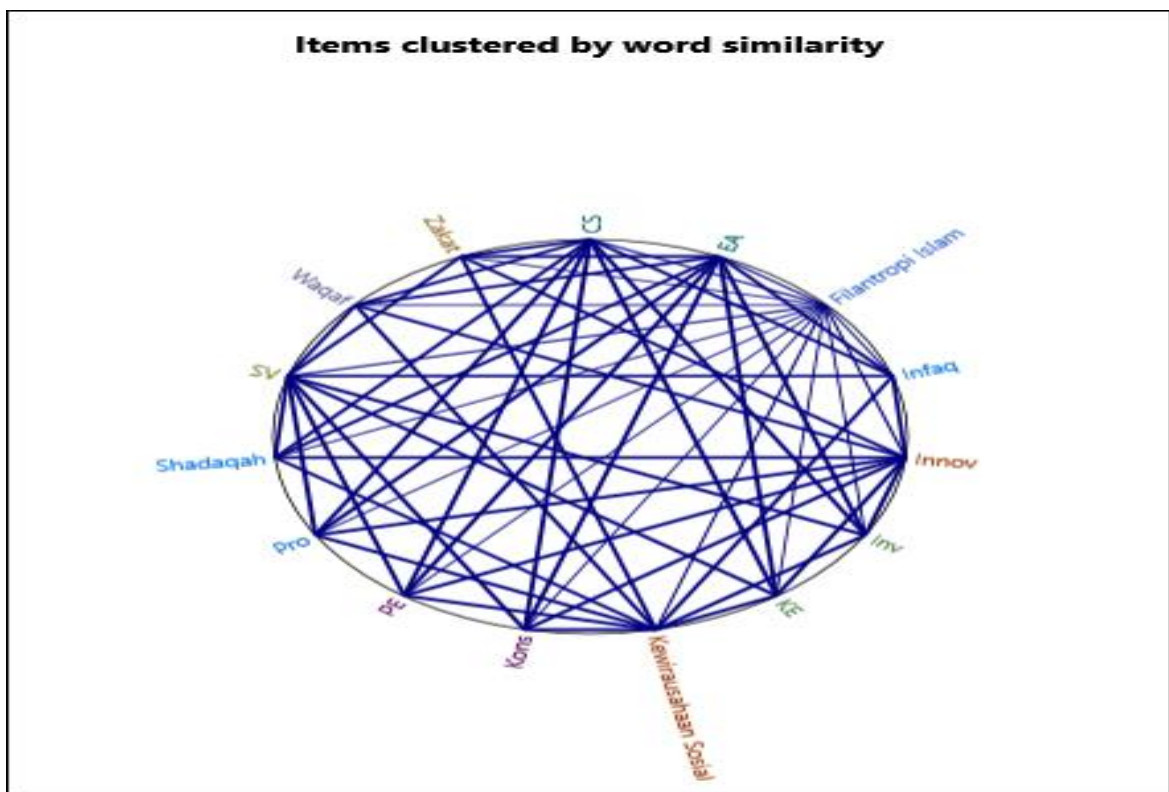 Items clustered by word similarity
CS
EA
Filantropi Islam
Infaq
Innov
Inv
KE
Kewirausahaan Sosial
Kons
PE
Pro
Shadaqah
SV
Waqaf
Zakat